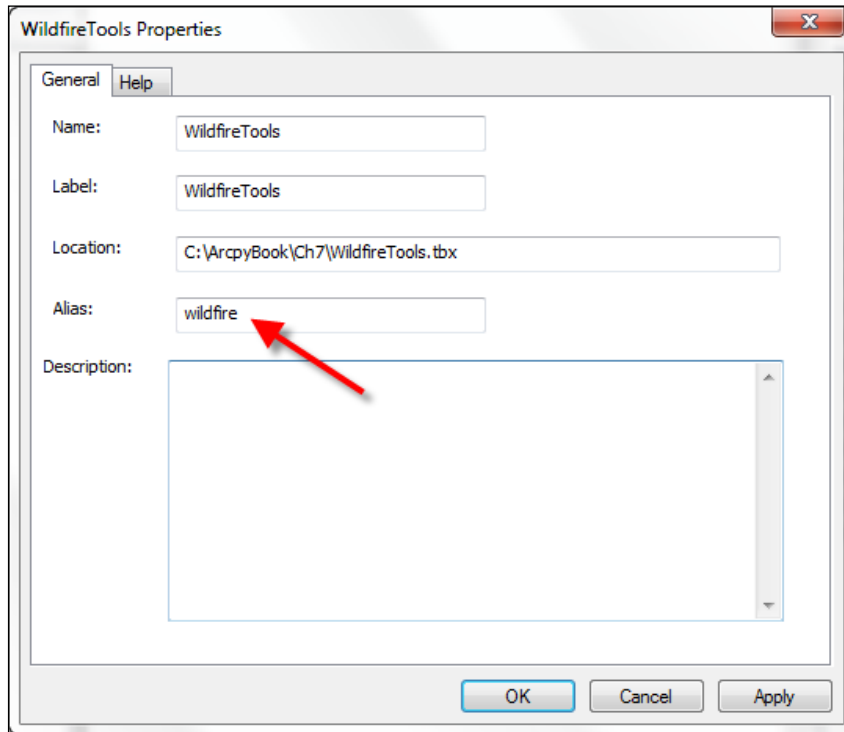 WildfireTools Properties
General Help
Name: WildfireTools
Label: WildfireTools
Location: C:\ArcpyBook\Ch7\WildfireTools.tbx
Alias: wildfire
Description:
OK Cancel Apply